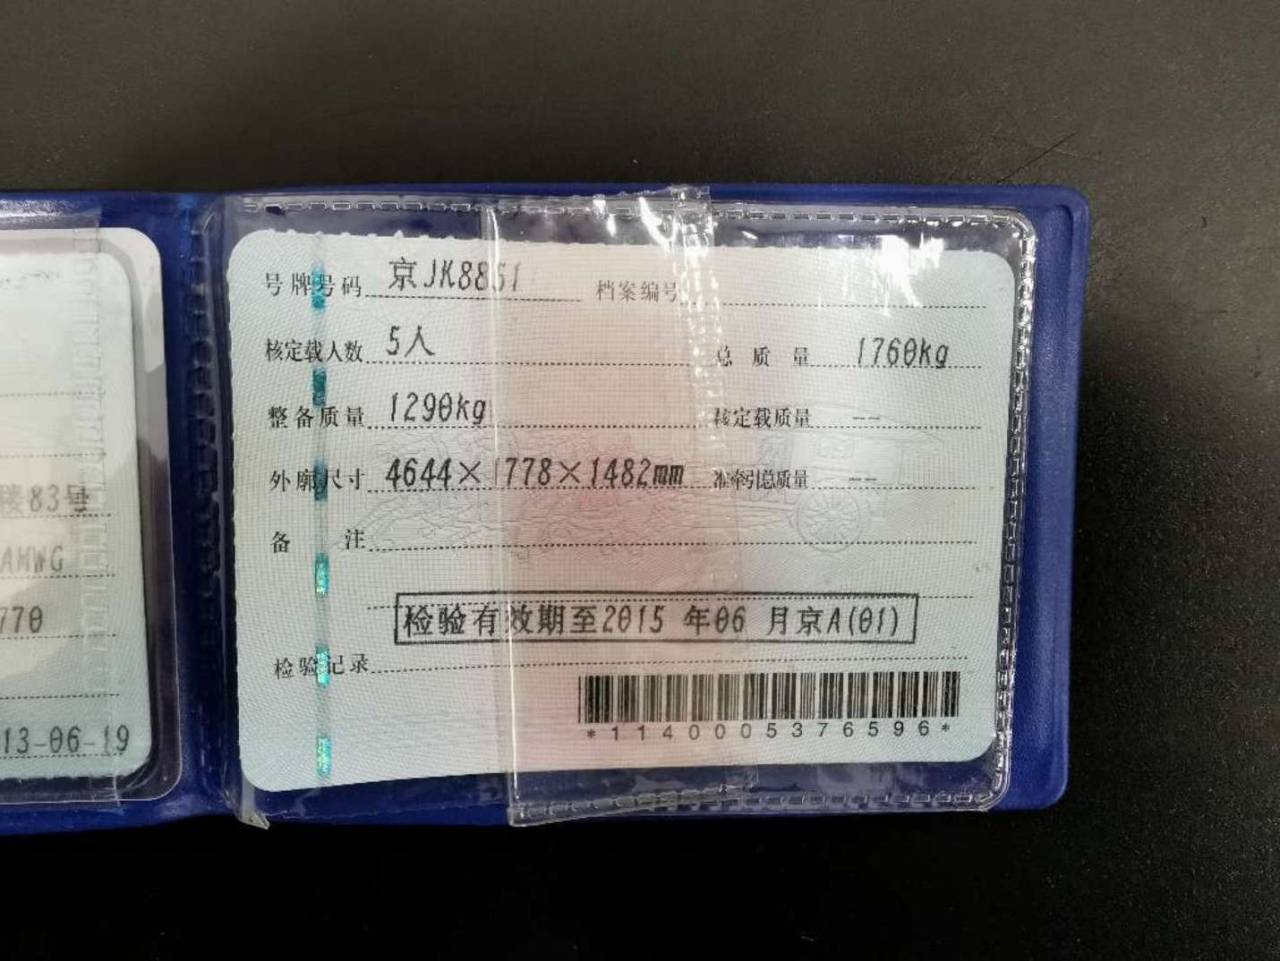 号牌号码 京JK8851 档案编号
核定载人数 5人 总质量 1760kg
整备质量 1290kg 核定载质量 --
外廓尺寸 4644×1778×1482mm 准牵引总质量 --
备注
检验有效期至2015 年06 月京A(01)
检验记录
*1140005376596*
楼83号
AMWG
770
13-06-19